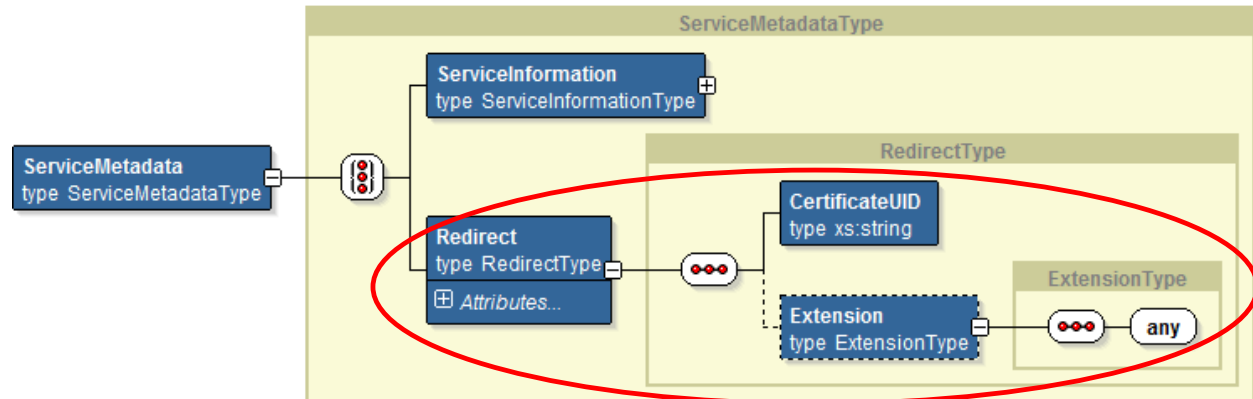 ServiceMetadataType
ServiceInformation
type ServiceInformationType
ServiceMetadata
type ServiceMetadataType
RedirectType
CertificateUID
type xs:string
Redirect
type RedirectType
Attributes...
ExtensionType
Extension
type ExtensionType
any